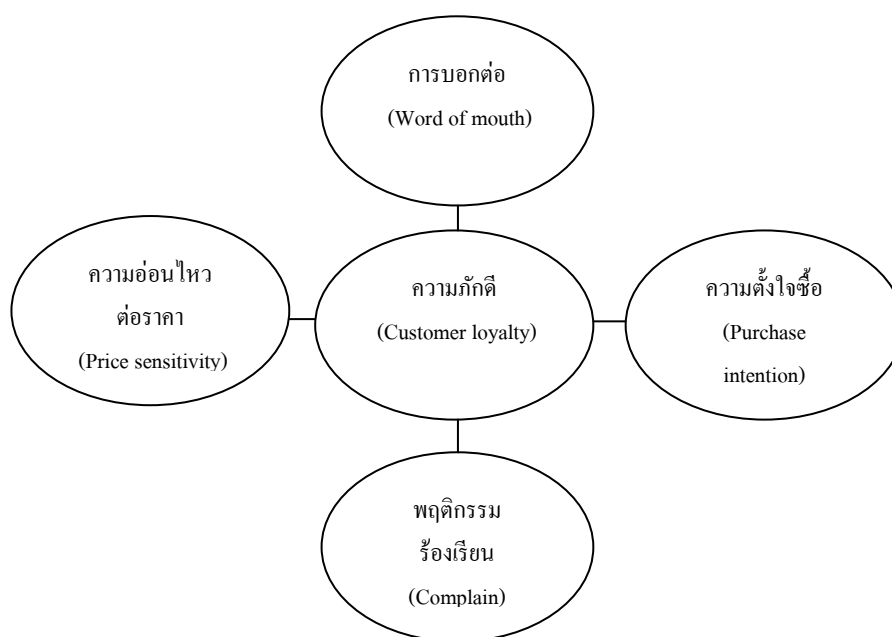 การบอกต่อ
(Word of mouth)
ความอ่อนไหว
ต่อราคา
(Price sensitivity)
ความภักดี
(Customer loyalty)
ความตั้งใจซื้อ
(Purchase
intention)
พฤติกรรม
ร้องเรียน
(Complain)